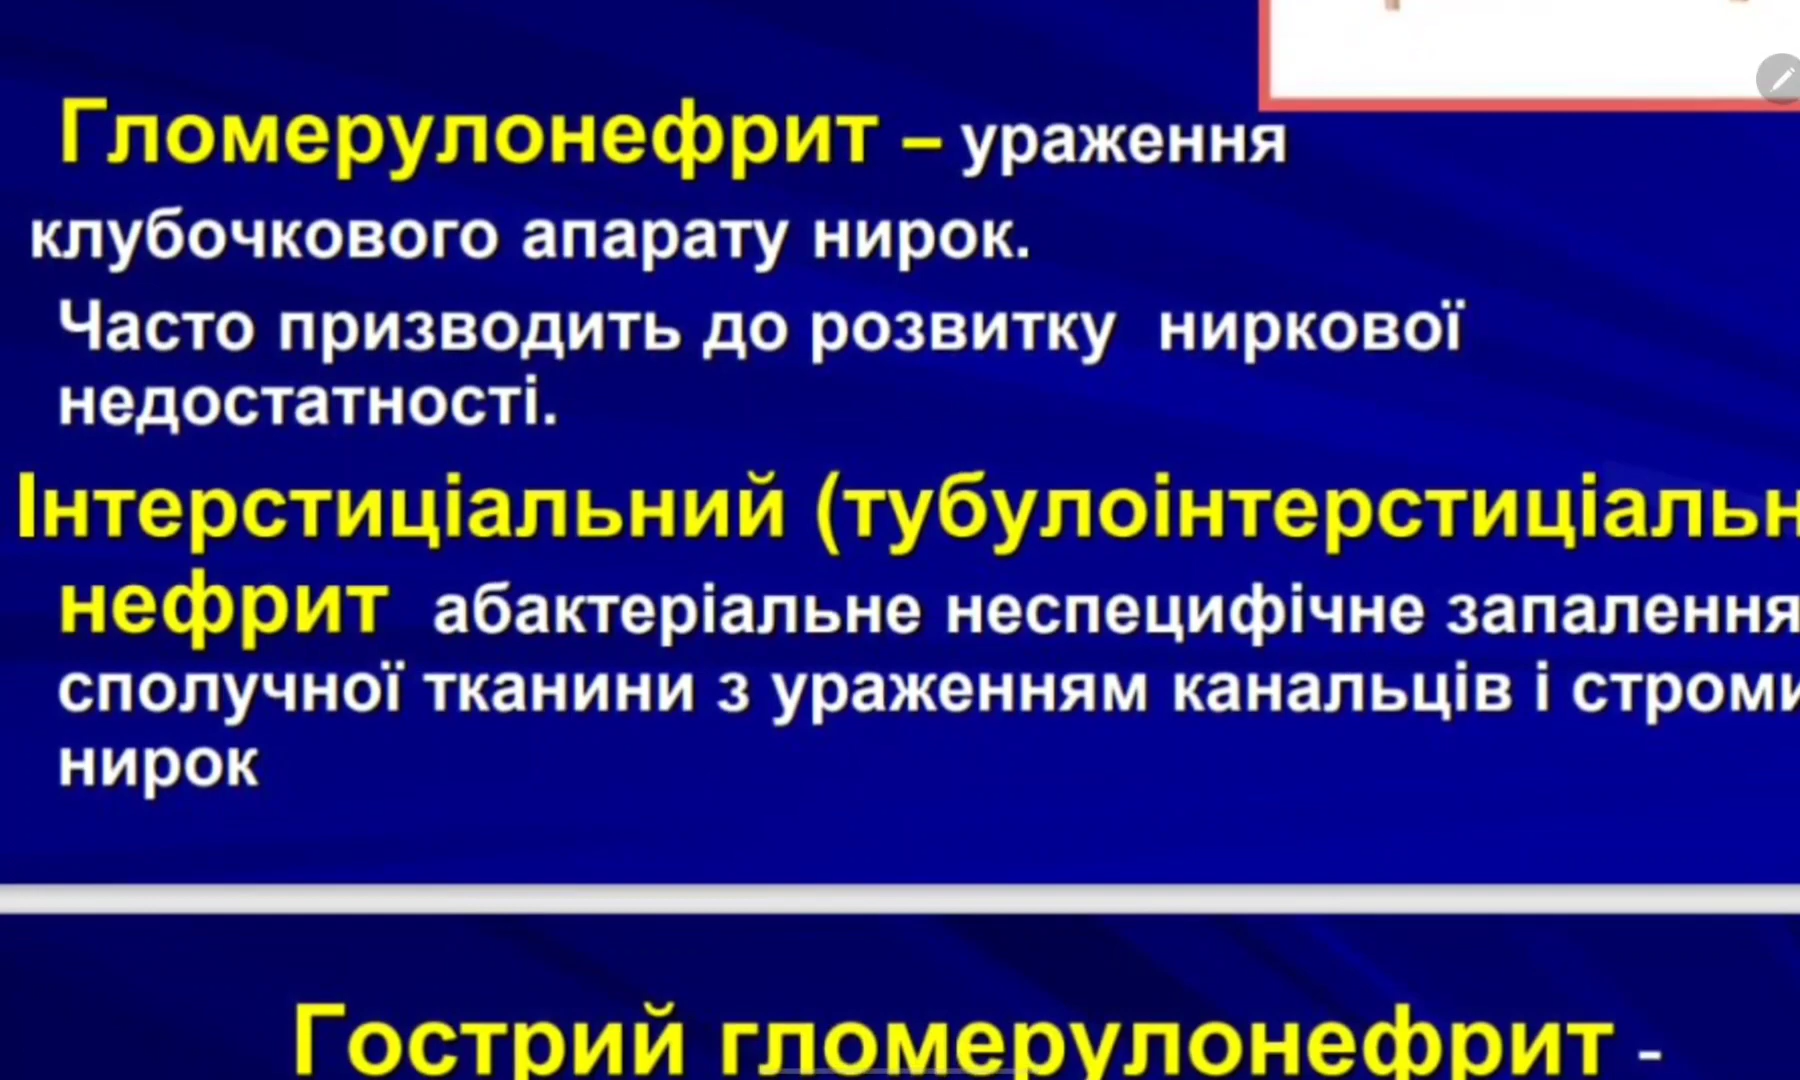 Гломерулонефрит – ураження
клубочкового апарату нирок.
Часто призводить до розвитку ниркової
недостатності.
Інтерстиціальний (тубулоінтерстиціальн
нефрит абактеріальне неспецифічне запалення
сполучної тканини з ураженням канальців і строми
нирок
Гострий гломерулонефрит -